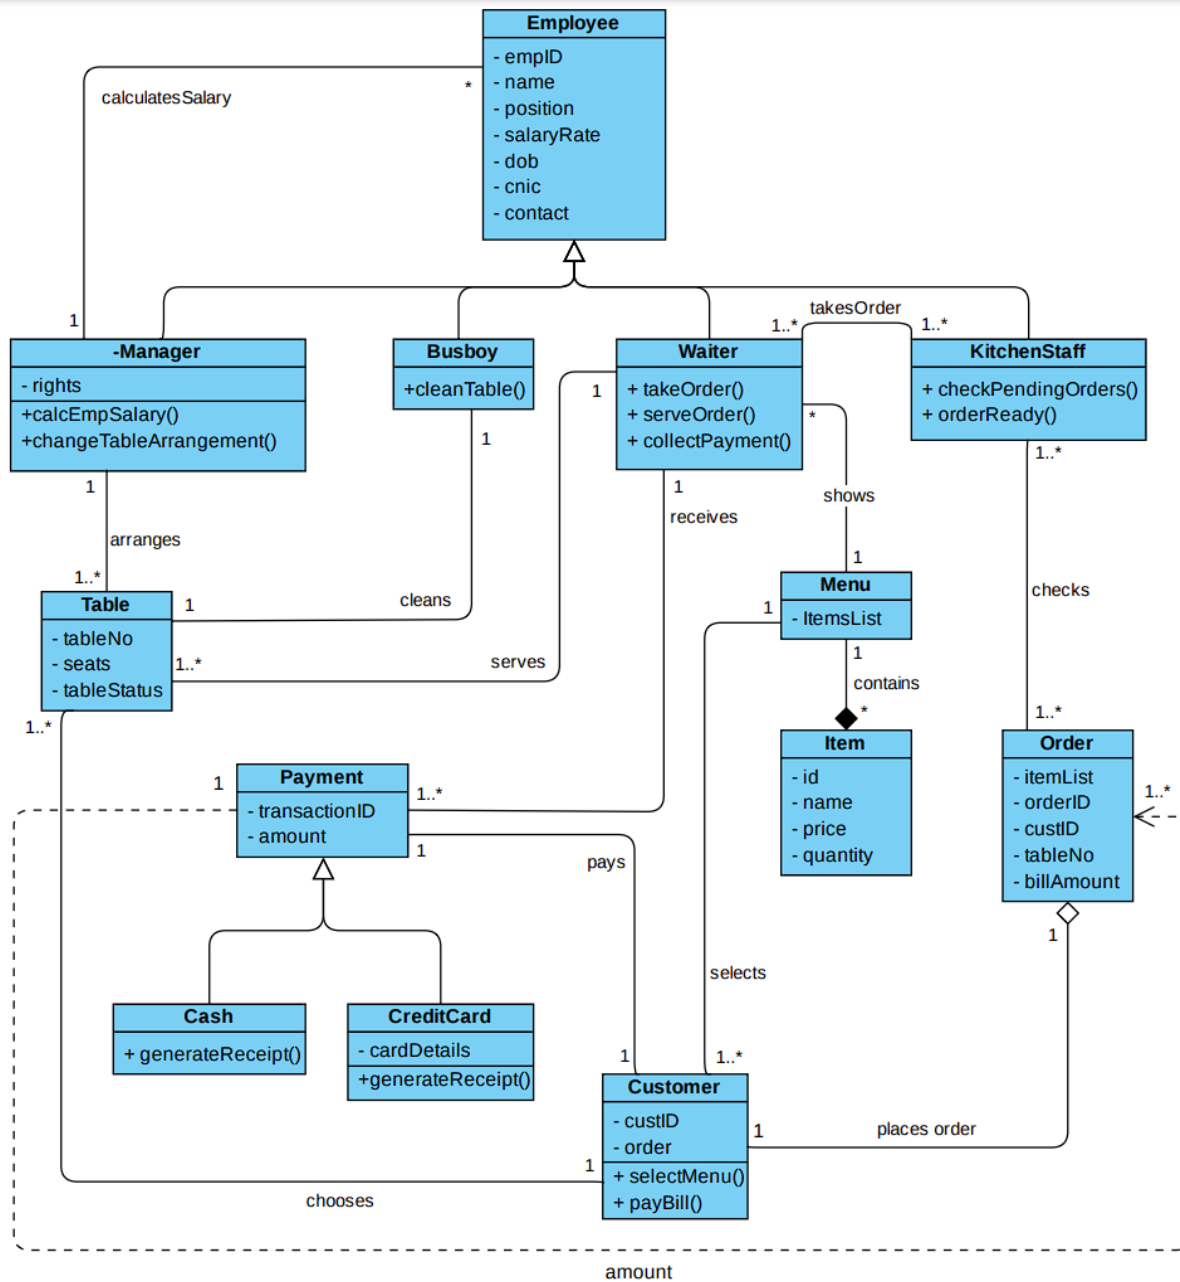 Employee
- empID
- name
- position
- salaryRate
- dob
- cnic
- contact
calculatesSalary
*
1
takesOrder
1..*
1..*
-Manager
- rights
+calcEmpSalary()
+changeTableArrangement()
Busboy
+cleanTable()
Waiter
+ takeOrder()
+ serveOrder()
+ collectPayment()
KitchenStaff
+ checkPendingOrders()
+ orderReady()
1
*
1
1
1
1..*
receives
shows
arranges
1..*
1
checks
Table
- tableNo
- seats
- tableStatus
1
cleans
1..*
serves
1
Menu
- ItemsList
1
contains
*
1..*
1..*
Item
- id
- name
- price
- quantity
Order
- itemList
- orderID
- custID
- tableNo
- billAmount
1..*
1
1
Payment
- transactionID
- amount
1..*
1
pays
selects
Cash
+ generateReceipt()
CreditCard
- cardDetails
+generateReceipt()
1
1..*
Customer
- custID
- order
+ selectMenu()
+ payBill()
1
places order
1
chooses
amount